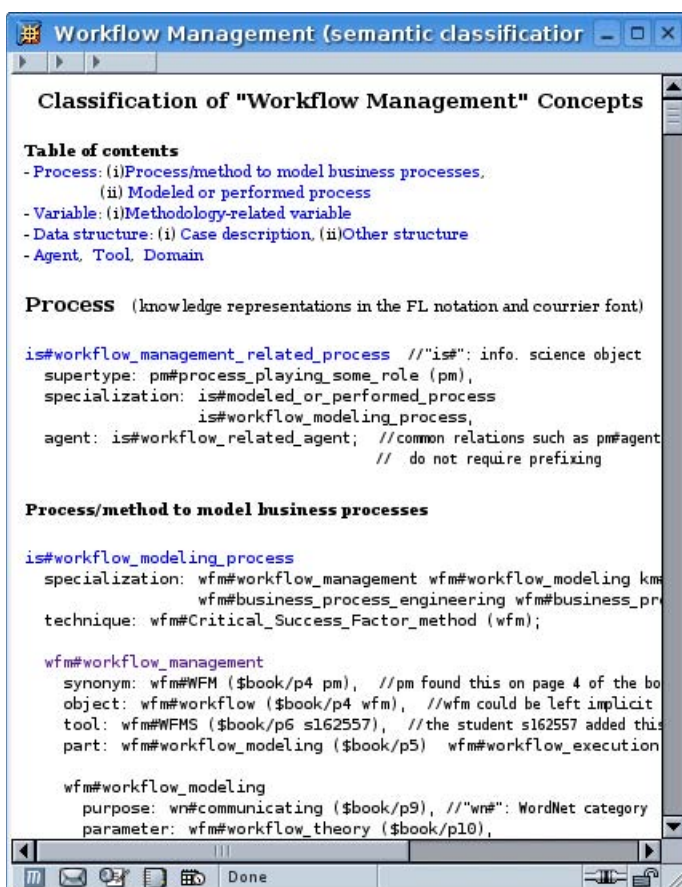 Workflow Management (semantic classification
Classification of "Workflow Management" Concepts
Table of contents
- Process: (i)Process/method to model business processes,
(ii) Modeled or performed process
- Variable: (i)Methodology-related variable
- Data structure: (i) Case description, (ii)Other structure
- Agent, Tool, Domain
Process (knowledge representations in the FL notation and courrier font)
is#workflow_management_related_process //"is#": info. science object
supertype: pm#process_playing_some_role (pm),
specialization: is#modeled_or_performed_process
is#workflow_modeling_process,
agent: is#workflow_related_agent; //common relations such as pm#agent
// do not require prefixing
Process/method to model business processes
is#workflow_modeling_process
specialization: wfm#workflow_management wfm#workflow_modeling km#
wfm#business_process_engineering wfm#business_pr
technique: wfm#Critical_Success_Factor_method (wfm);
wfm#workflow_management
synonym: wfm#WFM ($book/p4 pm), //pm found this on page 4 of the bo
object: wfm#workflow ($book/p4 wfm), //wfm could be left implicit
tool: wfm#WFMS ($book/p6 s162557), //the student s162557 added this
part: wfm#workflow_modeling ($book/p5) wfm#workflow_execution
wfm#workflow_modeling
purpose: wn#communicating ($book/p9), //"wn#": WordNet category
parameter: wfm#workflow_theory ($book/p10),
Done